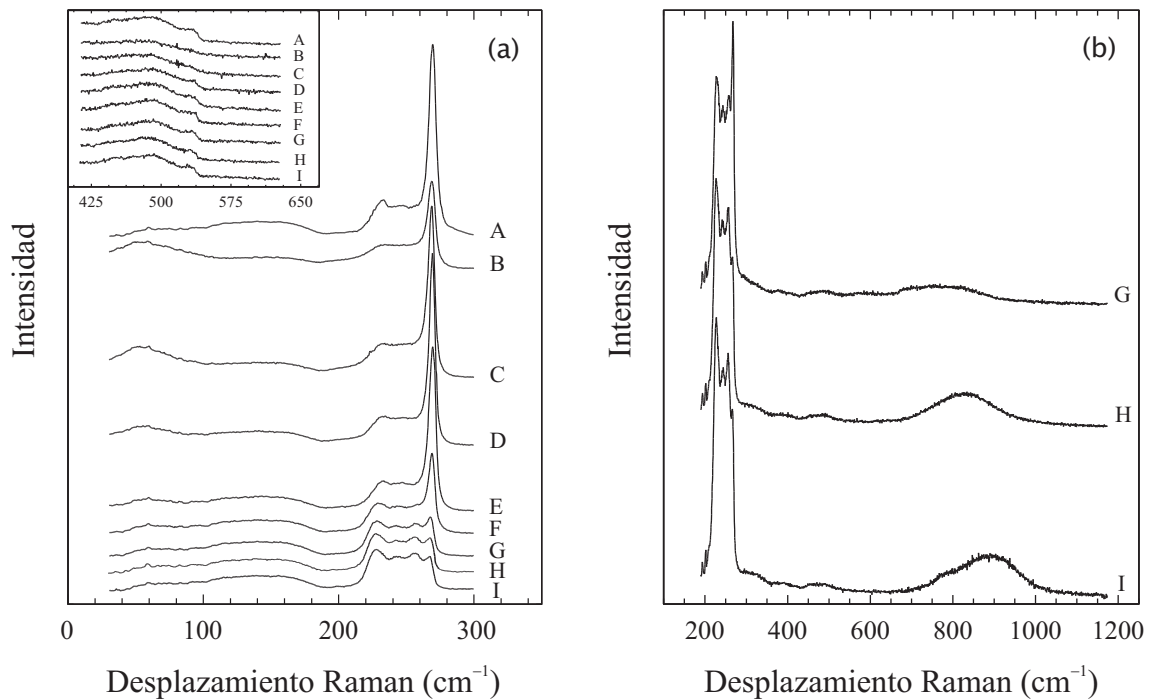 (a)
A
B
C
D
E
F
G
H
I
425 500 575 650
A
B
C
D
E
F
G
H
I
Intensidad
0 100 200 300
Desplazamiento Raman (cm⁻¹)
(b)
G
H
I
Intensidad
200 400 600 800 1000 1200
Desplazamiento Raman (cm⁻¹)